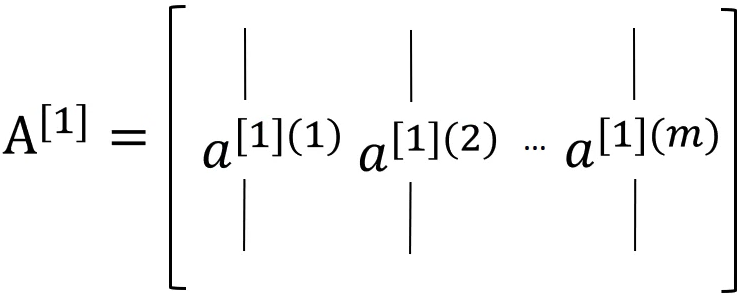 A[1] = [ a[1](1) a[1](2) ... a[1](m) ]